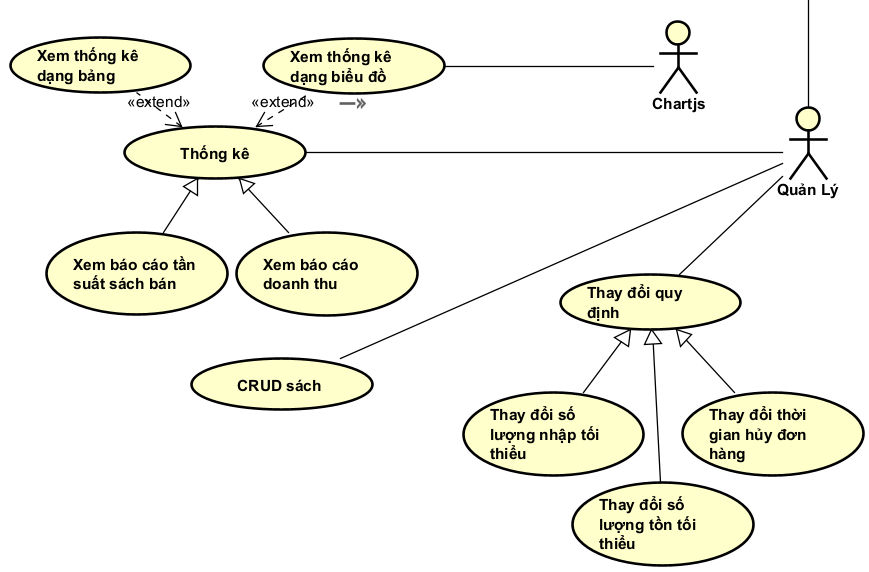 Xem thống kê
dạng bảng
Xem thống kê
dạng biểu đồ
Chartjs
«extend»
«extend»
Thống kê
Quản Lý
Xem báo cáo tần
suất sách bán
Xem báo cáo
doanh thu
Thay đổi quy
định
CRUD sách
Thay đổi số
lượng nhập tối
thiểu
Thay đổi thời
gian hủy đơn
hàng
Thay đổi số
lượng tồn tối
thiểu